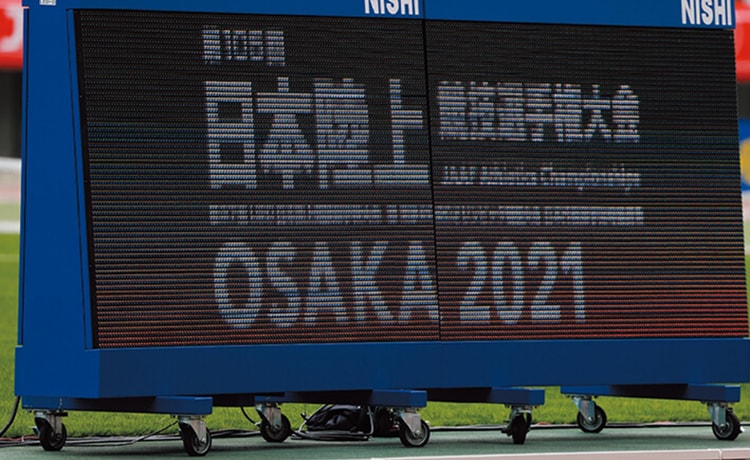 NISHI NISHI
第105回
日本陸上 競技選手権大会
JAAF Athletics Championships
OSAKA 2021